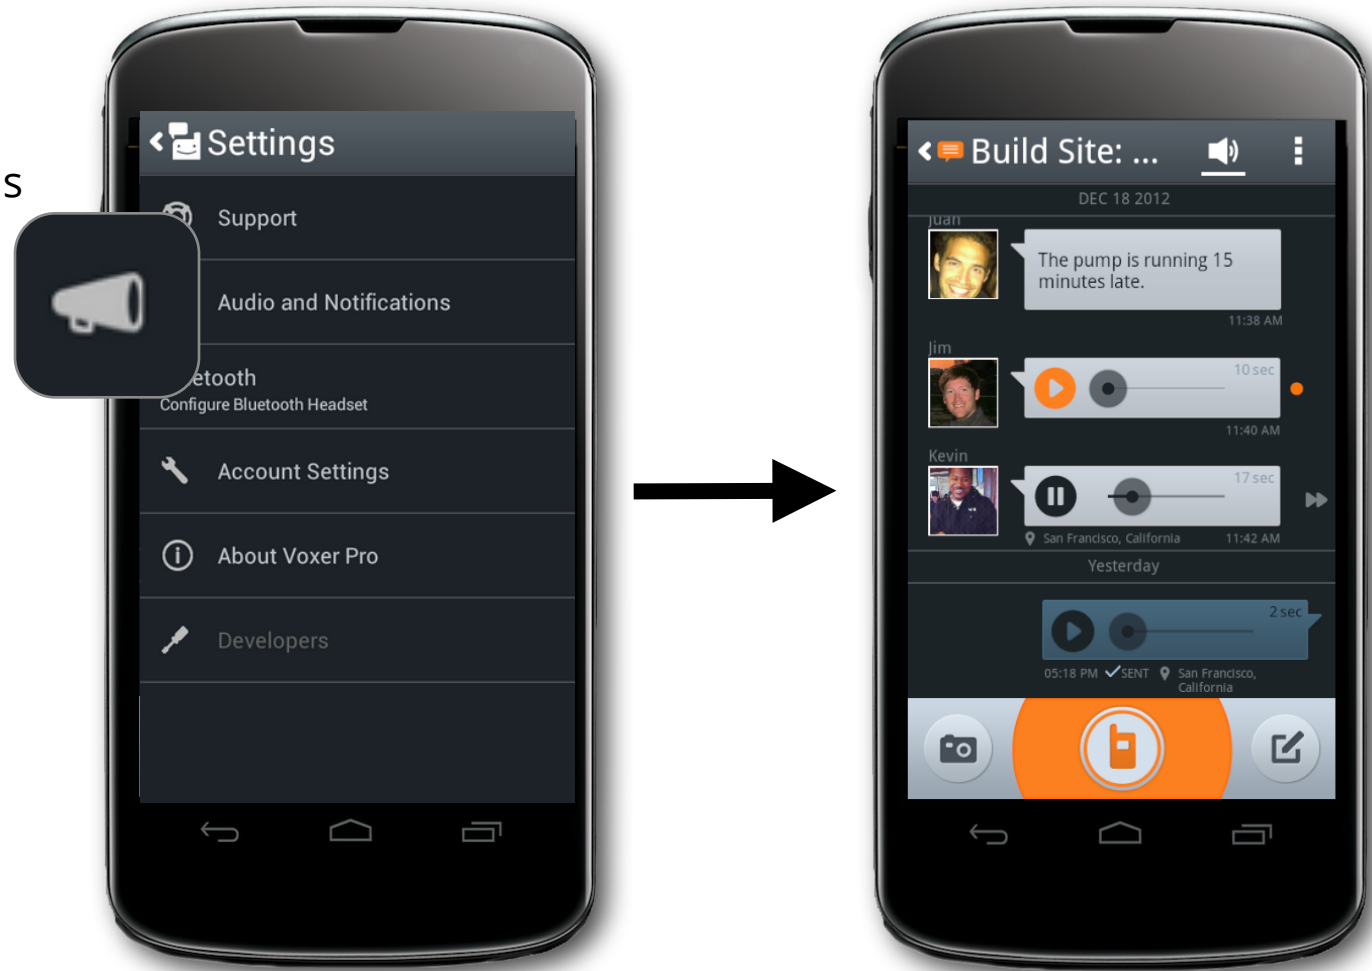 s
Settings
Support
Audio and Notifications
etooth
Configure Bluetooth Headset
Account Settings
About Voxer Pro
Developers
Build Site: ...
DEC 18 2012
Juan
The pump is running 15
minutes late.
11:38 AM
Jim
10 sec
11:40 AM
Kevin
17 sec
San Francisco, California
11:42 AM
Yesterday
2 sec
05:18 PM
SENT
San Francisco,
California